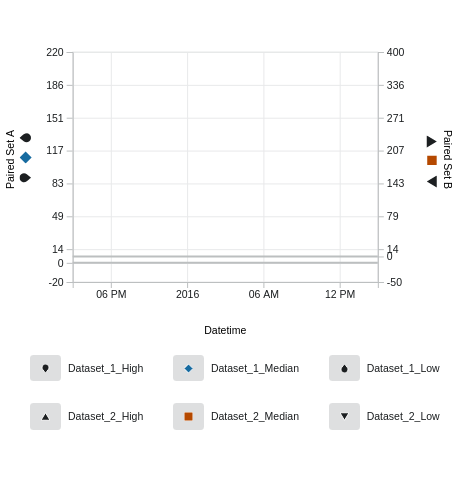 220
400
186
336
151
271
117
207
83
143
49
79
14
14
0
0
-20
-50
Paired Set A
Paired Set B
06 PM
2016
06 AM
12 PM
Datetime
Dataset_1_High
Dataset_1_Median
Dataset_1_Low
Dataset_2_High
Dataset_2_Median
Dataset_2_Low